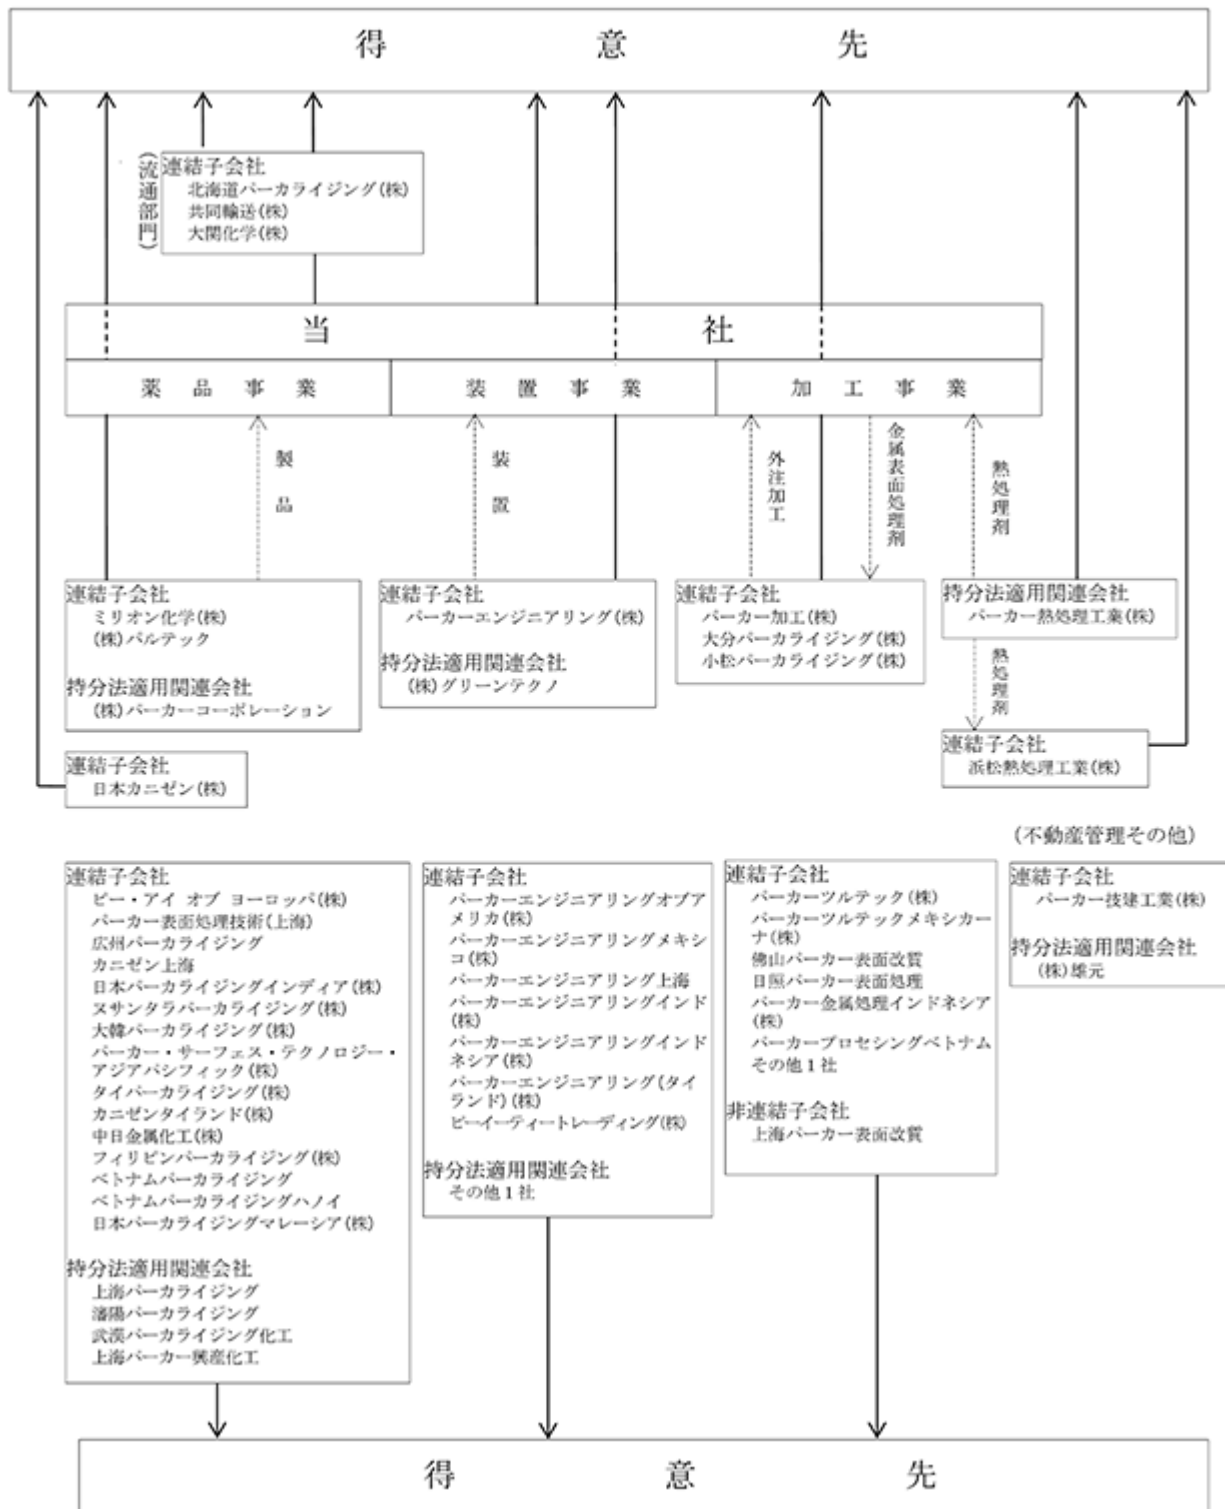 得意先
(流通部門)
連結子会社
北海道パーカライジング(株)
共同輸送(株)
大関化学(株)
当社
薬品事業
装置事業
加工事業
製品
装置
外注加工
金属表面処理剤
熱処理剤
連結子会社
ミリオン化学(株)
(株)パルテック
持分法適用関連会社
(株)パーカーコーポレーション
連結子会社
パーカーエンジニアリング(株)
持分法適用関連会社
(株)グリーンテクノ
連結子会社
パーカー加工(株)
大分パーカライジング(株)
小松パーカライジング(株)
持分法適用関連会社
パーカー熱処理工業(株)
熱処理剤
連結子会社
浜松熱処理工業(株)
連結子会社
日本カニゼン(株)
(不動産管理その他)
連結子会社
ピー・アイ オブ ヨーロッパ(株)
パーカー表面処理技術(上海)
広州パーカライジング
カニゼン上海
日本パーカライジングインディア(株)
ヌサンタラパーカライジング(株)
大韓パーカライジング(株)
パーカー・サーフェス・テクノロジー・
アジアパシフィック(株)
タイパーカライジング(株)
カニゼンタイランド(株)
中日金属化工(株)
フィリピンパーカライジング(株)
ベトナムパーカライジング
ベトナムパーカライジングハノイ
日本パーカライジングマレーシア(株)
持分法適用関連会社
上海パーカライジング
瀋陽パーカライジング
武漢パーカライジング化工
上海パーカー興産化工
連結子会社
パーカーエンジニアリングオブア
メリカ(株)
パーカーエンジニアリングメキシ
コ(株)
パーカーエンジニアリング上海
パーカーエンジニアリングインド
(株)
パーカーエンジニアリングインド
ネシア(株)
パーカーエンジニアリング(タイ
ランド)(株)
ピーイーティートレーディング(株)
持分法適用関連会社
その他1社
連結子会社
パーカーツルテック(株)
パーカーツルテックメキシカー
ナ(株)
佛山パーカー表面改質
日照パーカー表面処理
パーカー金属処理インドネシア
(株)
パーカープロセシングベトナム
その他1社
非連結子会社
上海パーカー表面改質
連結子会社
パーカー技建工業(株)
持分法適用関連会社
(株)雄元
得意先